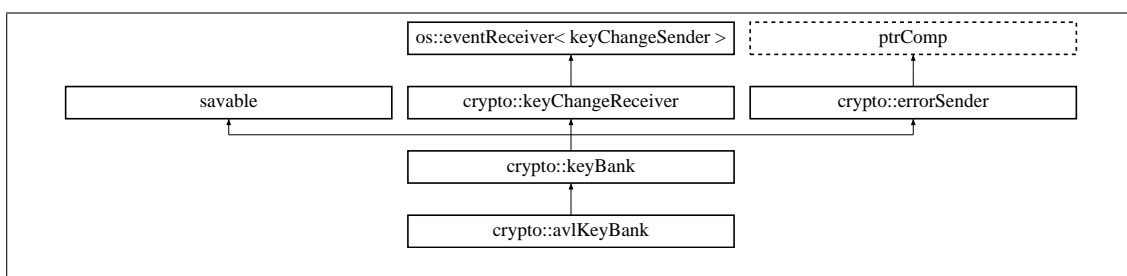 os::eventReceiver< keyChangeSender >
ptrComp
savable
crypto::keyChangeReceiver
crypto::errorSender
crypto::keyBank
crypto::avlKeyBank